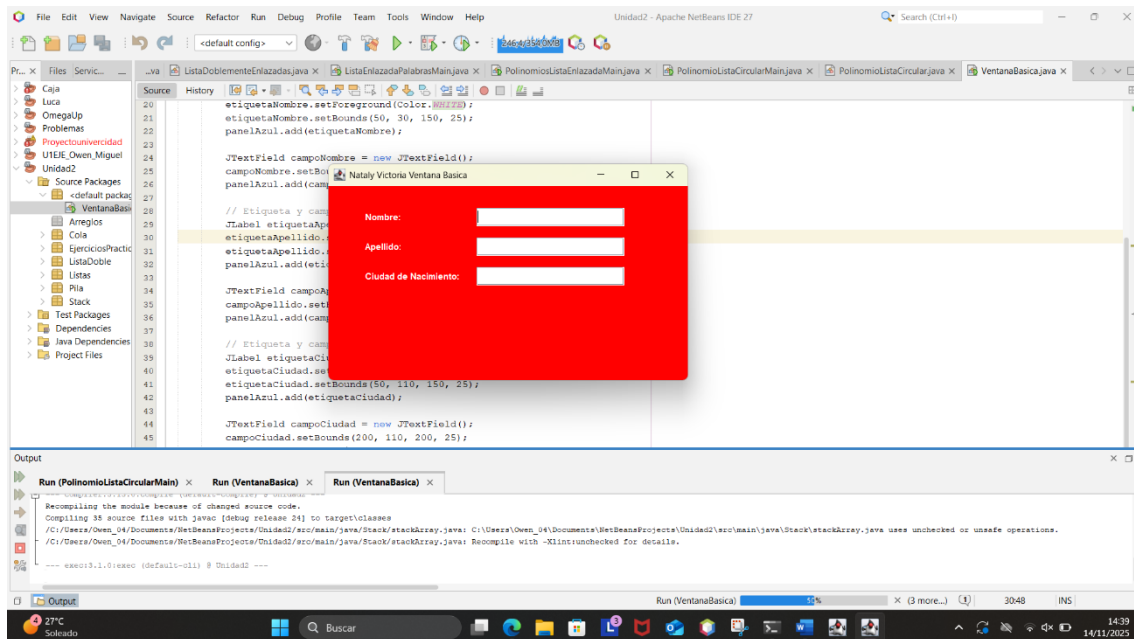 File Edit View Navigate Source Refactor Run Debug Profile Team Tools Window Help
Unidad2 - Apache NetBeans IDE 27
Search (Ctrl+I)
<default config>
Pr... Files Servic...
...va ListaDoblementeEnlazadas.java ListaEnlazadaPalabrasMain.java PolinomiosListaEnlazadaMain.java PolinomioListaCircularMain.java PolinomioListaCircular.java VentanaBasica.java
Caja
Luca
OmegaUp
Problemas
Proyectounivercidad
U1EJE_Owen_Miguel
Unidad2
Source Packages
<default packag
VentanaBasi
Arreglos
Cola
EjerciciosPractic
ListaDoble
Listas
Pila
Stack
Test Packages
Dependencies
Java Dependencies
Project Files
Source History
20 etiquetaNombre.setForeground(Color.WHITE);
21 etiquetaNombre.setBounds(50, 30, 150, 25);
22 panelAzul.add(etiquetaNombre);
23
24 JTextField campoNombre = new JTextField();
25 campoNombre.setBo
26 panelAzul.add(cam
27
28 // Etiqueta y cam
29 JLabel etiquetaApe
30 etiquetaApellido.s
31 etiquetaApellido.
32 panelAzul.add(etiq
33
34 JTextField campoAp
35 campoApellido.set
36 panelAzul.add(cam
37
38 // Etiqueta y cam
39 JLabel etiquetaCiu
40 etiquetaCiudad.se
41 etiquetaCiudad.setBounds(50, 110, 150, 25);
42 panelAzul.add(etiquetaCiudad);
43
44 JTextField campoCiudad = new JTextField();
45 campoCiudad.setBounds(200, 110, 200, 25);
Nataly Victoria Ventana Basica
Nombre:
Apellido:
Ciudad de Nacimiento:
Output
Run (PolinomioListaCircularMain) Run (VentanaBasica) Run (VentanaBasica)
Recompiling the module because of changed source code.
Compiling 35 source files with javac [debug release 24] to target\classes
/C:/Users/Owen_04/Documents/NetBeansProjects/Unidad2/src/main/java/Stack/stackArray.java: C:\Users\Owen_04\Documents\NetBeansProjects\Unidad2\src\main\java\Stack\stackArray.java uses unchecked or unsafe operations.
/C:/Users/Owen_04/Documents/NetBeansProjects/Unidad2/src/main/java/Stack/stackArray.java: Recompile with -Xlint:unchecked for details.
--- exec:3.1.0:exec (default-cli) @ Unidad2 ---
Output
Run (VentanaBasica) (3 more...) 30:48 INS
27°C
Soleado
Buscar
14:39
14/11/2025